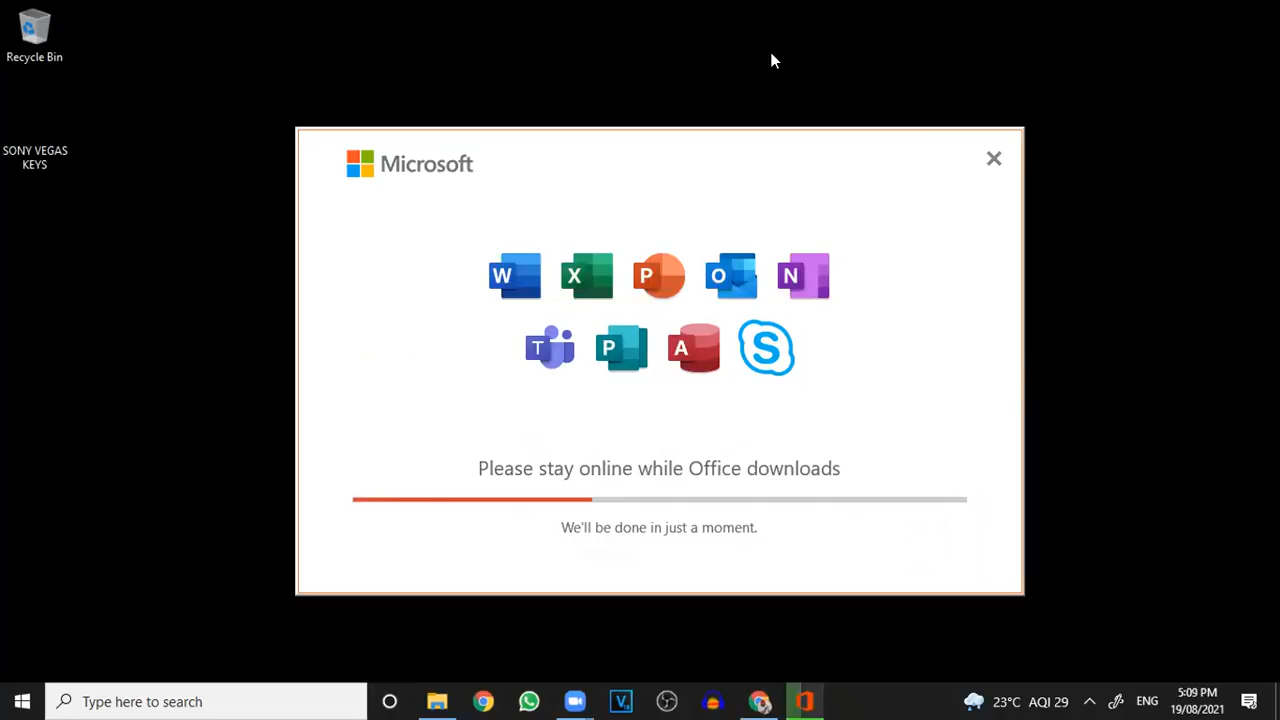 Recycle Bin
SONY VEGAS
KEYS
Microsoft
W X P O N
T P A S
Please stay online while Office downloads
We'll be done in just a moment.
Type here to search
V
23°C AQI 29
ENG
5:09 PM
19/08/2021